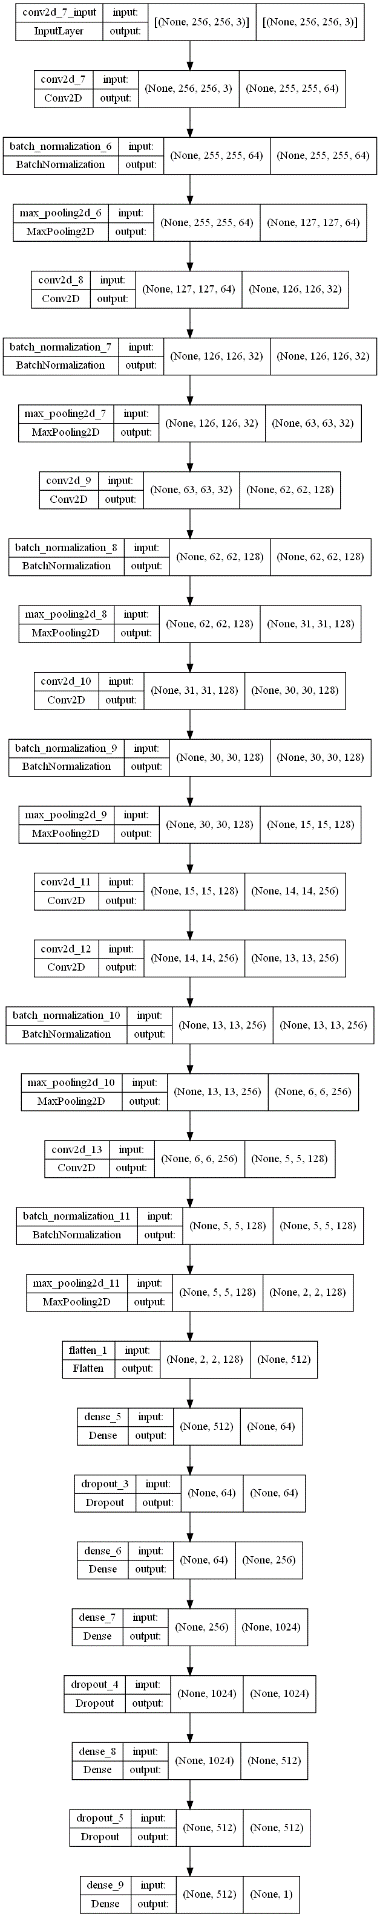 conv2d_7_input input: [(None, 256, 256, 3)] [(None, 256, 256, 3)]
InputLayer output:
conv2d_7 input: (None, 256, 256, 3) (None, 255, 255, 64)
Conv2D output:
batch_normalization_6 input: (None, 255, 255, 64) (None, 255, 255, 64)
BatchNormalization output:
max_pooling2d_6 input: (None, 255, 255, 64) (None, 127, 127, 64)
MaxPooling2D output:
conv2d_8 input: (None, 127, 127, 64) (None, 126, 126, 32)
Conv2D output:
batch_normalization_7 input: (None, 126, 126, 32) (None, 126, 126, 32)
BatchNormalization output:
max_pooling2d_7 input: (None, 126, 126, 32) (None, 63, 63, 32)
MaxPooling2D output:
conv2d_9 input: (None, 63, 63, 32) (None, 62, 62, 128)
Conv2D output:
batch_normalization_8 input: (None, 62, 62, 128) (None, 62, 62, 128)
BatchNormalization output:
max_pooling2d_8 input: (None, 62, 62, 128) (None, 31, 31, 128)
MaxPooling2D output:
conv2d_10 input: (None, 31, 31, 128) (None, 30, 30, 128)
Conv2D output:
batch_normalization_9 input: (None, 30, 30, 128) (None, 30, 30, 128)
BatchNormalization output:
max_pooling2d_9 input: (None, 30, 30, 128) (None, 15, 15, 128)
MaxPooling2D output:
conv2d_11 input: (None, 15, 15, 128) (None, 14, 14, 256)
Conv2D output:
conv2d_12 input: (None, 14, 14, 256) (None, 13, 13, 256)
Conv2D output:
batch_normalization_10 input: (None, 13, 13, 256) (None, 13, 13, 256)
BatchNormalization output:
max_pooling2d_10 input: (None, 13, 13, 256) (None, 6, 6, 256)
MaxPooling2D output:
conv2d_13 input: (None, 6, 6, 256) (None, 5, 5, 128)
Conv2D output:
batch_normalization_11 input: (None, 5, 5, 128) (None, 5, 5, 128)
BatchNormalization output:
max_pooling2d_11 input: (None, 5, 5, 128) (None, 2, 2, 128)
MaxPooling2D output:
flatten_1 input: (None, 2, 2, 128) (None, 512)
Flatten output:
dense_5 input: (None, 512) (None, 64)
Dense output:
dropout_3 input: (None, 64) (None, 64)
Dropout output:
dense_6 input: (None, 64) (None, 256)
Dense output:
dense_7 input: (None, 256) (None, 1024)
Dense output:
dropout_4 input: (None, 1024) (None, 1024)
Dropout output:
dense_8 input: (None, 1024) (None, 512)
Dense output:
dropout_5 input: (None, 512) (None, 512)
Dropout output:
dense_9 input: (None, 512) (None, 1)
Dense output: